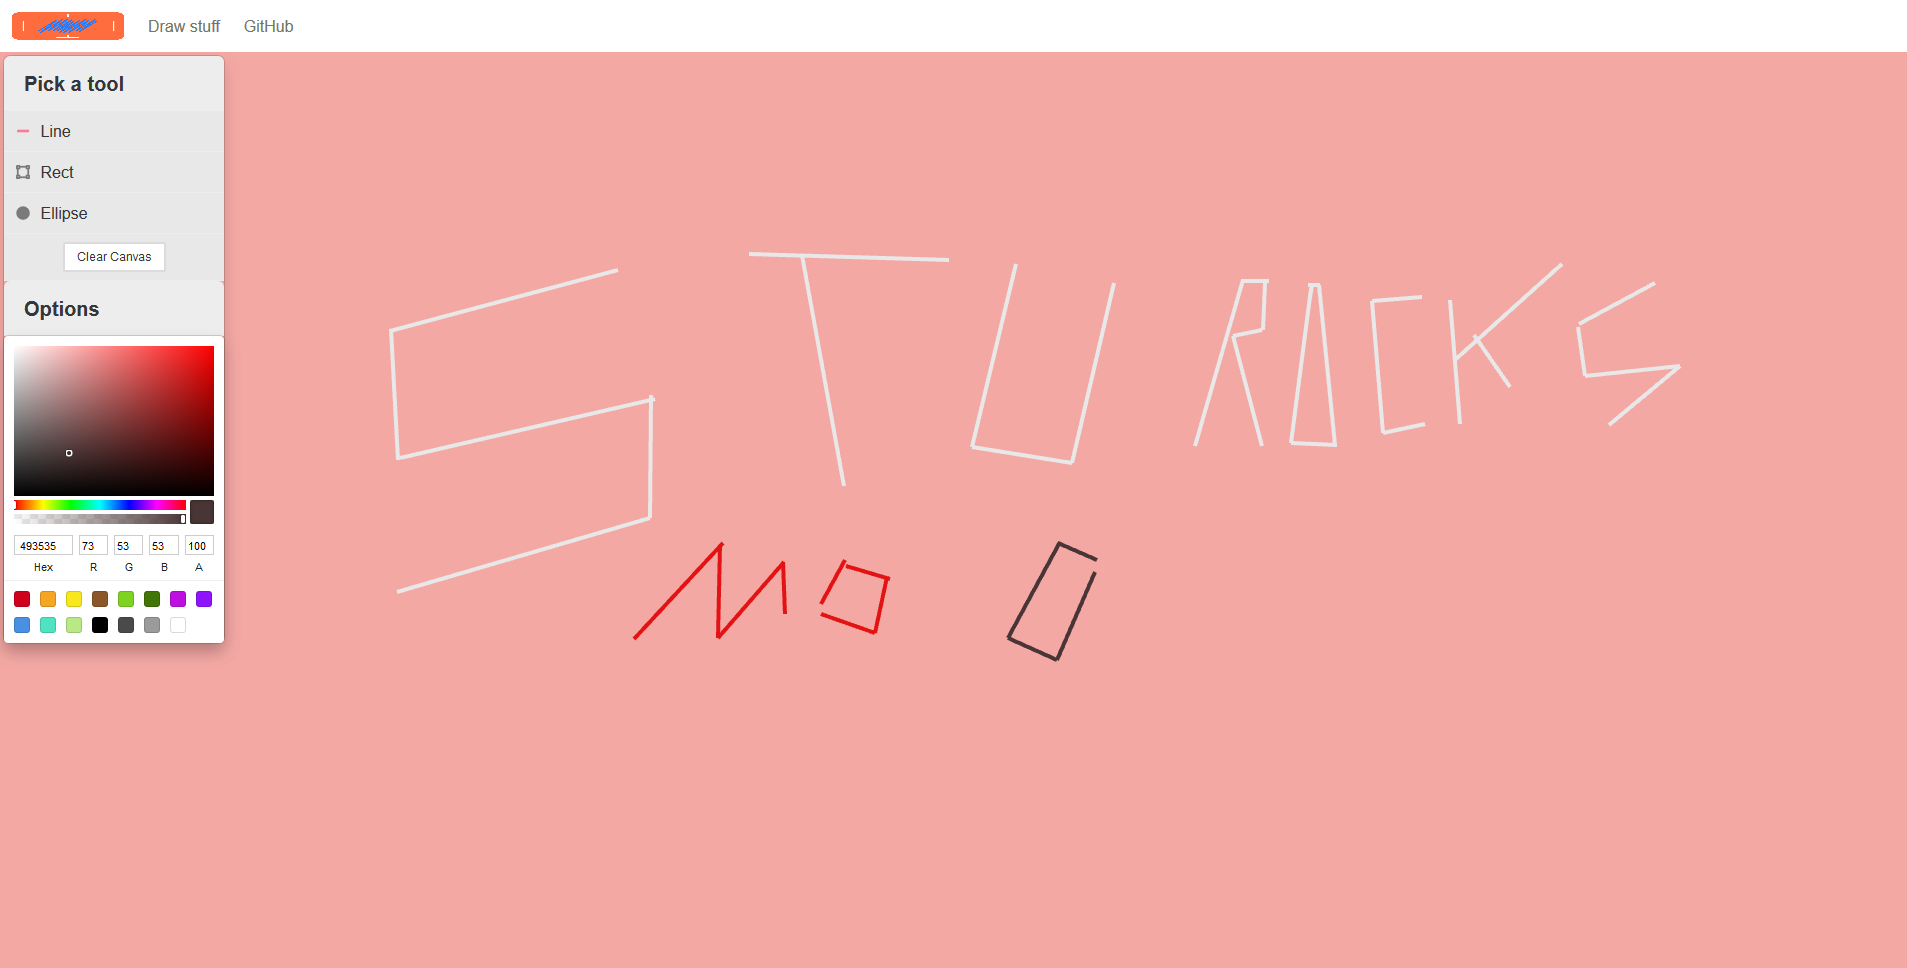 Draw stuff GitHub
Pick a tool
Line
Rect
Ellipse
Clear Canvas
Options
493535 73 53 53 100
Hex R G B A
STU ROCKS
MO O